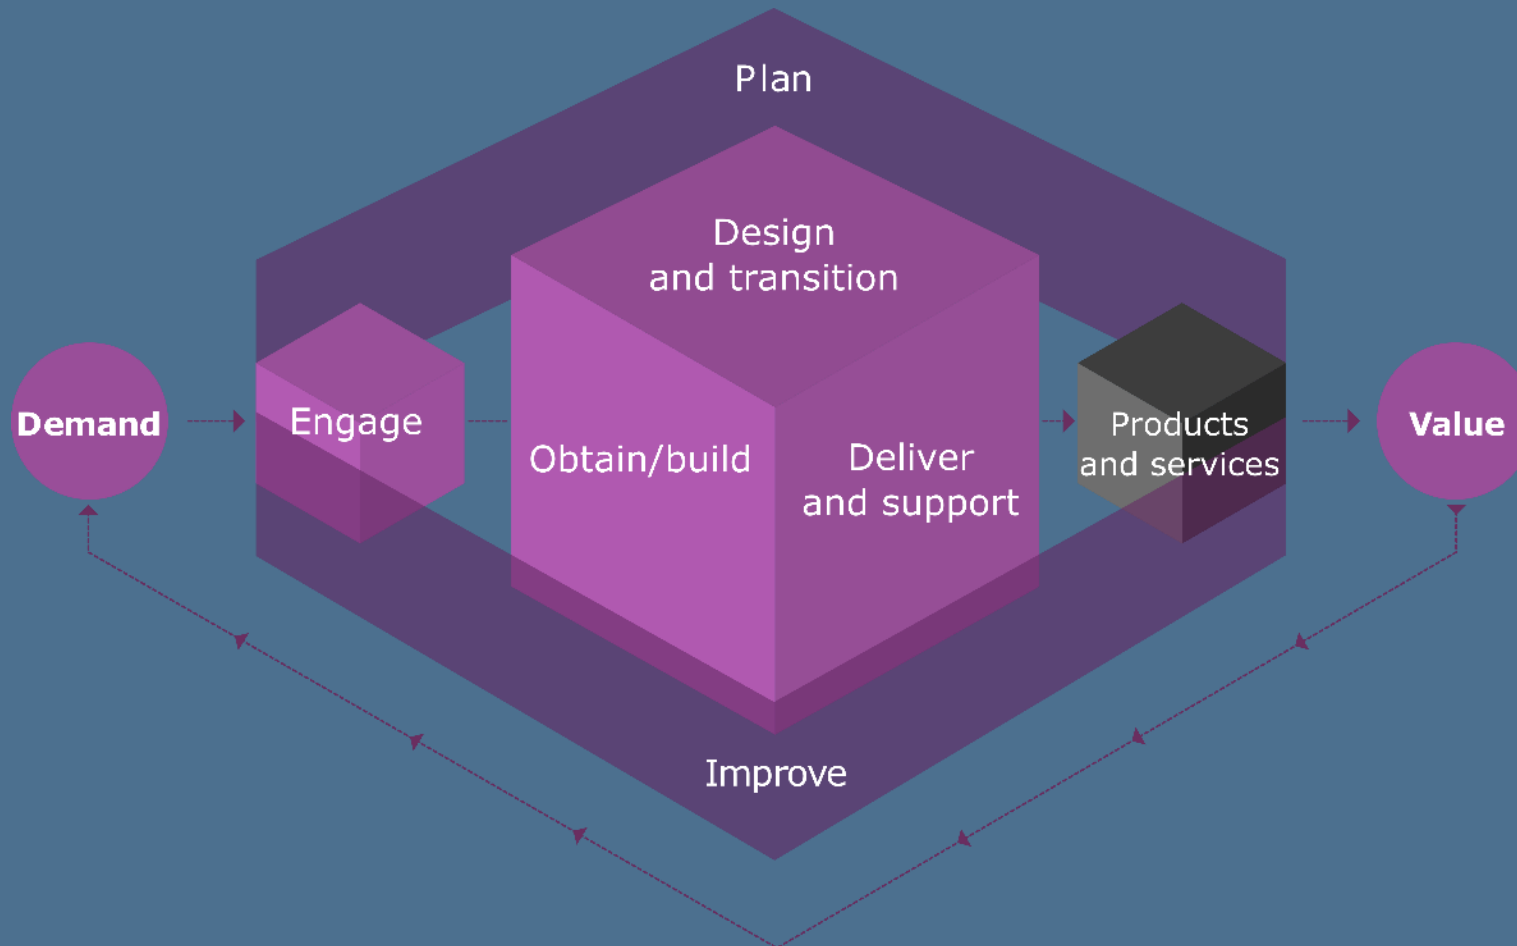 Plan
Design
and transition
Demand
Engage
Obtain/build
Deliver
and support
Products
and services
Value
Improve